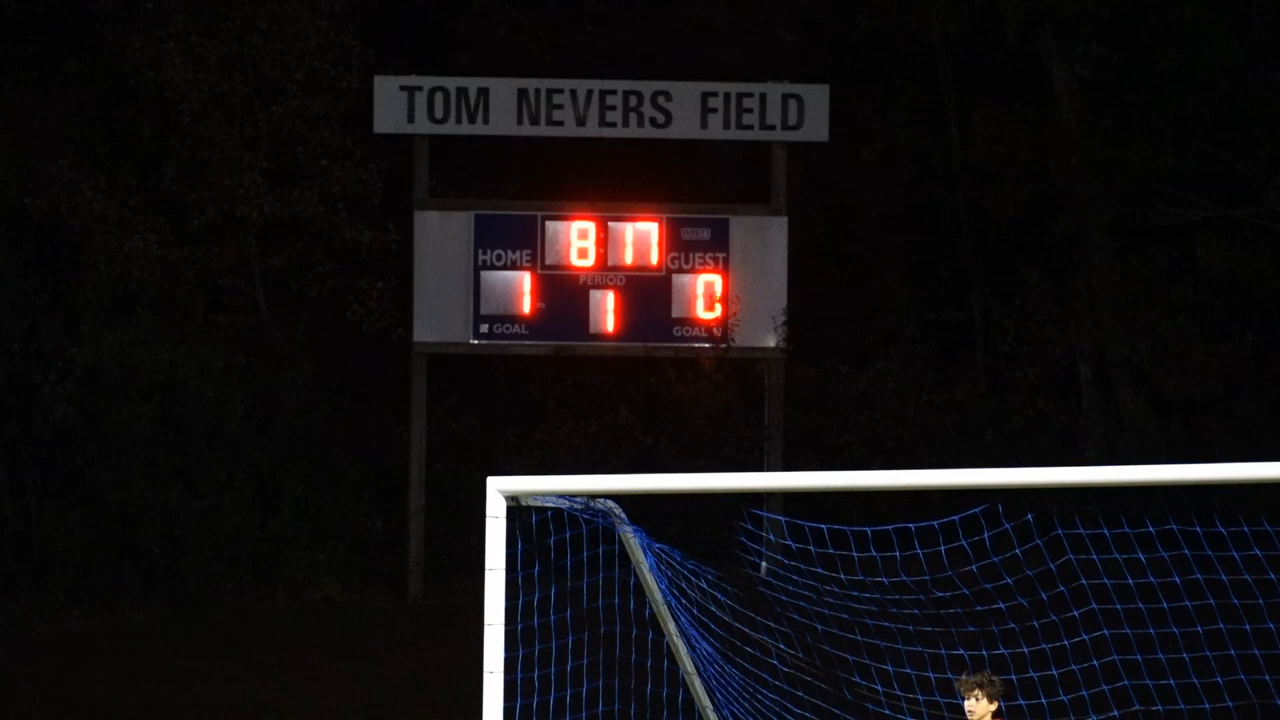 TOM NEVERS FIELD
8 17
HOME GUEST
PERIOD
1 1 0
GOAL GOAL